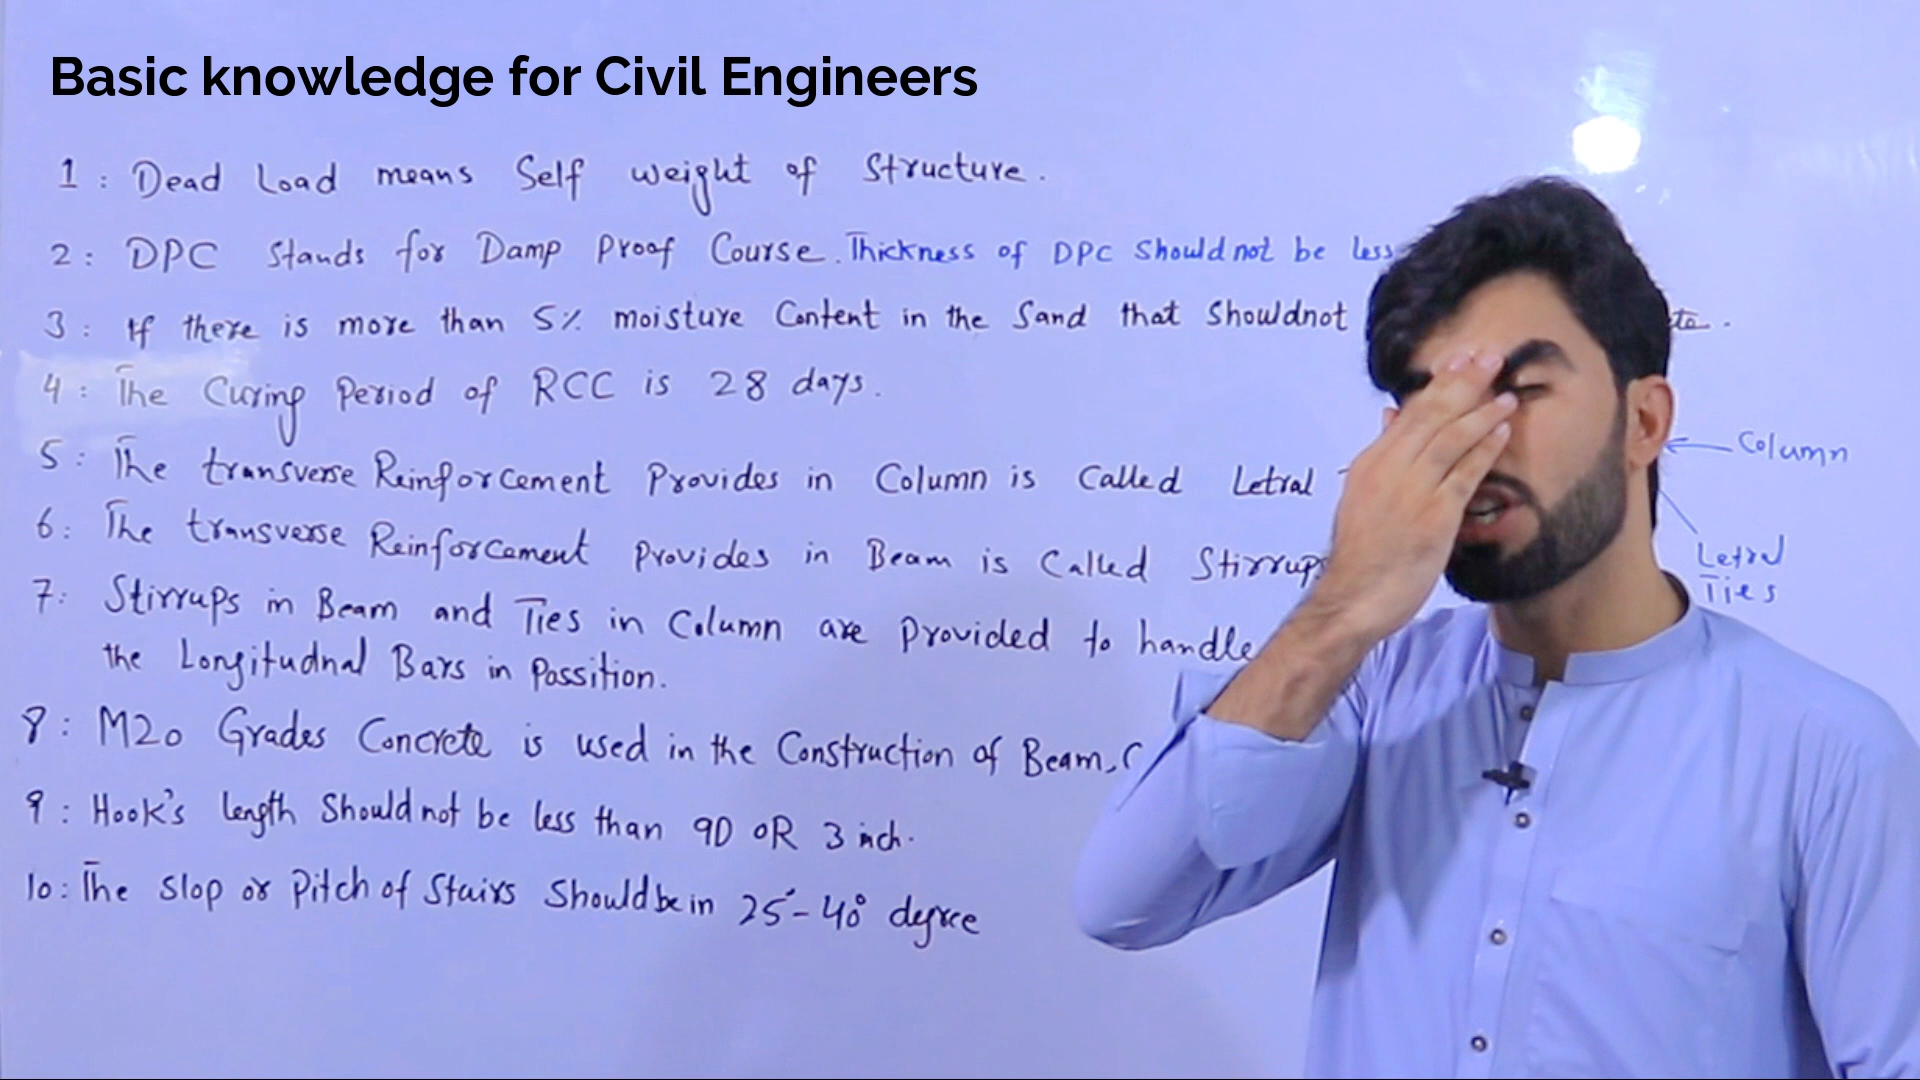 Basic knowledge for Civil Engineers
1 : Dead Load means Self weight of Structure.
2 : DPC Stands for Damp Proof Course. Thickness of DPC Should not be less
3 : If there is more than 5% moisture Content in the Sand that Shouldnot
4 : The Curing Period of RCC is 28 days.
Column
5 : The transverse Reinforcement Provides in Column is Called Letral
6 : The transverse Reinforcement Provides in Beam is Called Stirrups
Letral
Ties
7 : Stirrups in Beam and Ties in Column are Provided to handle
the Longitudnal Bars in Possition.
8 : M20 Grades Concrete is used in the Construction of Beam, C
9 : Hook's length Should not be less than 9D OR 3 inch.
10 : The Slop or Pitch of Stairs Should be in 25°-40° degree